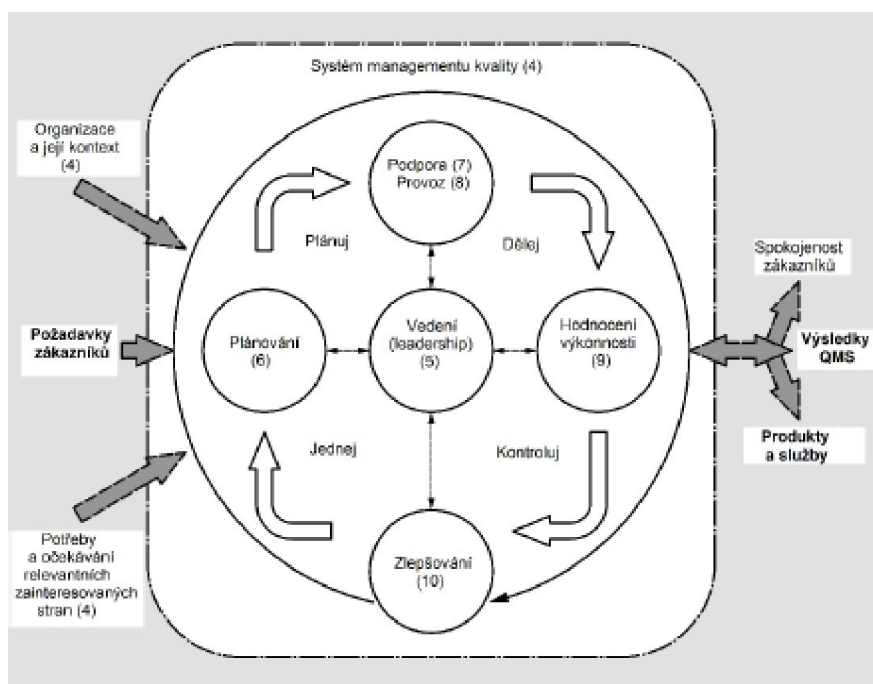 Systém managementu kvality (4)
Organizace
a její kontext
(4)
Podpora (7)
Provoz (8)
Plánuj
Dělej
Spokojenost
zákazníků
Požadavky
zákazníků
Plánování
(6)
Vedení
(leadership)
(5)
Hodnocení
výkonnosti
(9)
Výsledky
QMS
Jednej
Kontroluj
Produkty
a služby
Potřeby
a očekávání
relevantních
zainteresovaných
stran (4)
Zlepšování
(10)